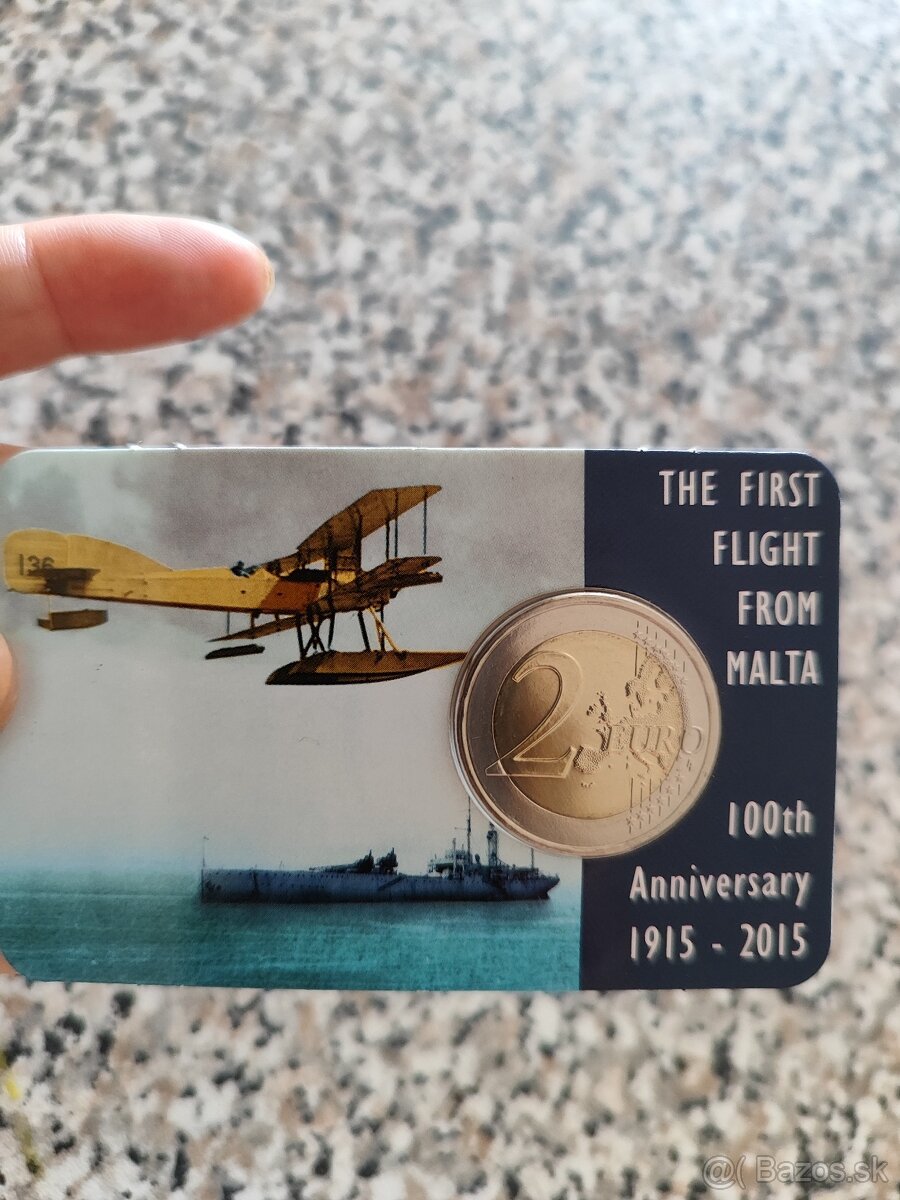 THE FIRST
FLIGHT
FROM
MALTA
136
2 EURO
100th
Anniversary
1915 - 2015
@( Bazos.sk